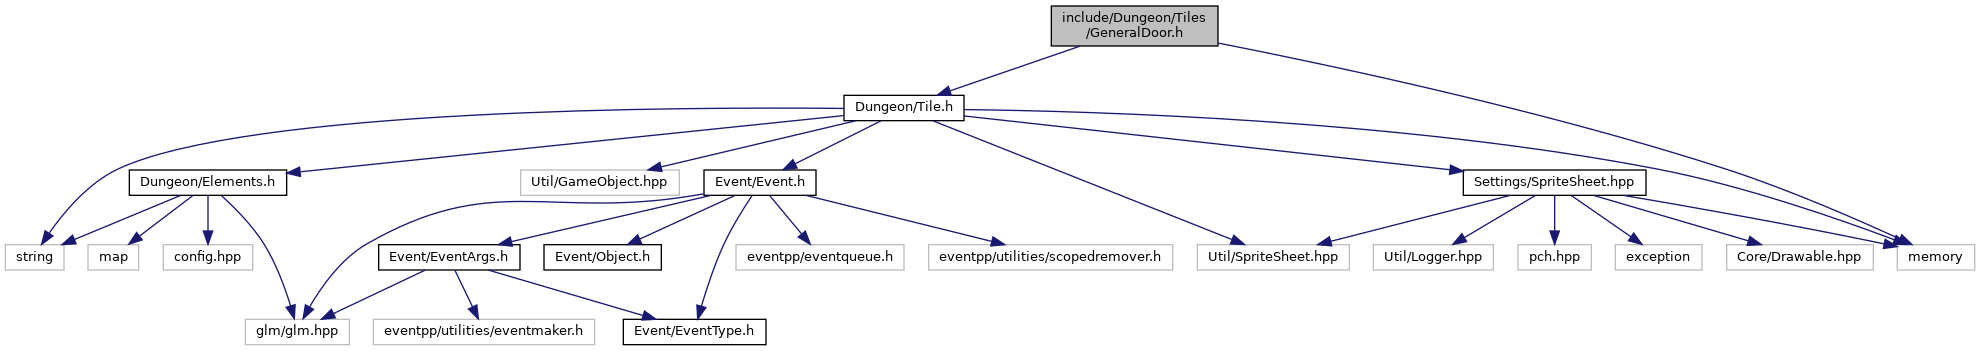 include/Dungeon/Tiles
/GeneralDoor.h
Dungeon/Tile.h
Dungeon/Elements.h
Util/GameObject.hpp
Event/Event.h
Settings/SpriteSheet.hpp
string
map
config.hpp
Event/EventArgs.h
Event/Object.h
eventpp/eventqueue.h
eventpp/utilities/scopedremover.h
Util/SpriteSheet.hpp
Util/Logger.hpp
pch.hpp
exception
Core/Drawable.hpp
memory
glm/glm.hpp
eventpp/utilities/eventmaker.h
Event/EventType.h